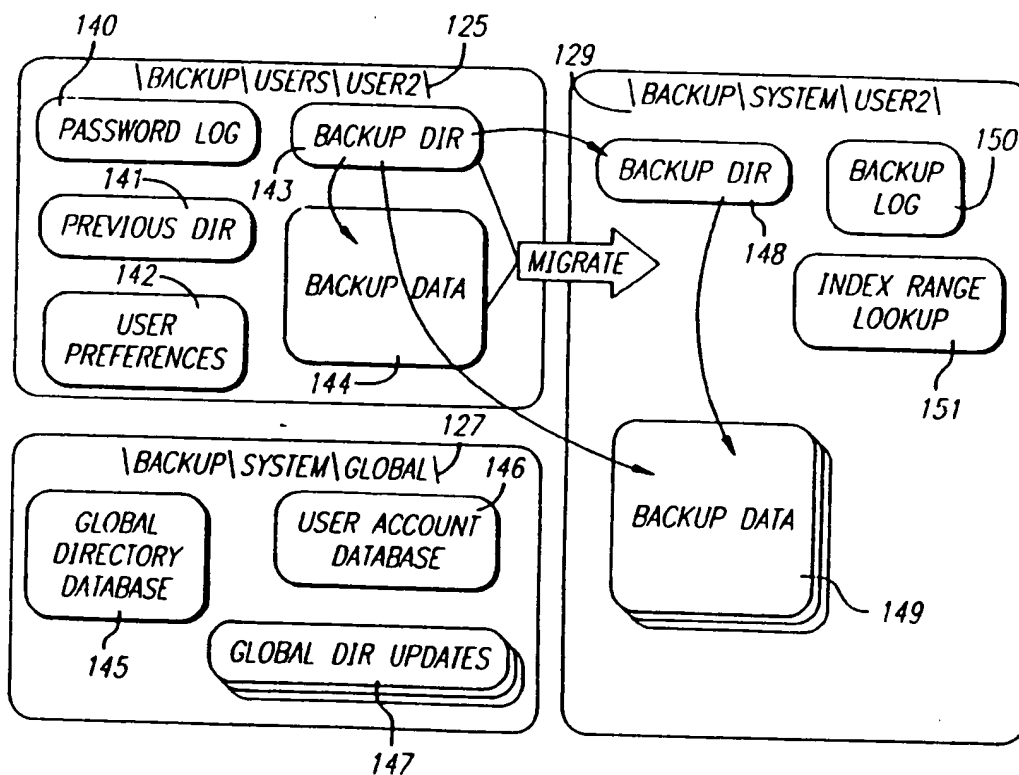 140
125
\BACKUP\USERS\USER2\
PASSWORD LOG
BACKUP DIR
143
141
PREVIOUS DIR
142
USER
PREFERENCES
BACKUP DATA
144
MIGRATE
129
\BACKUP\SYSTEM\USER2\
BACKUP DIR
148
150
BACKUP
LOG
INDEX RANGE
LOOKUP
151
BACKUP DATA
149
127
\BACKUP\SYSTEM\GLOBAL\
146
GLOBAL
DIRECTORY
DATABASE
145
USER ACCOUNT
DATABASE
GLOBAL DIR UPDATES
147